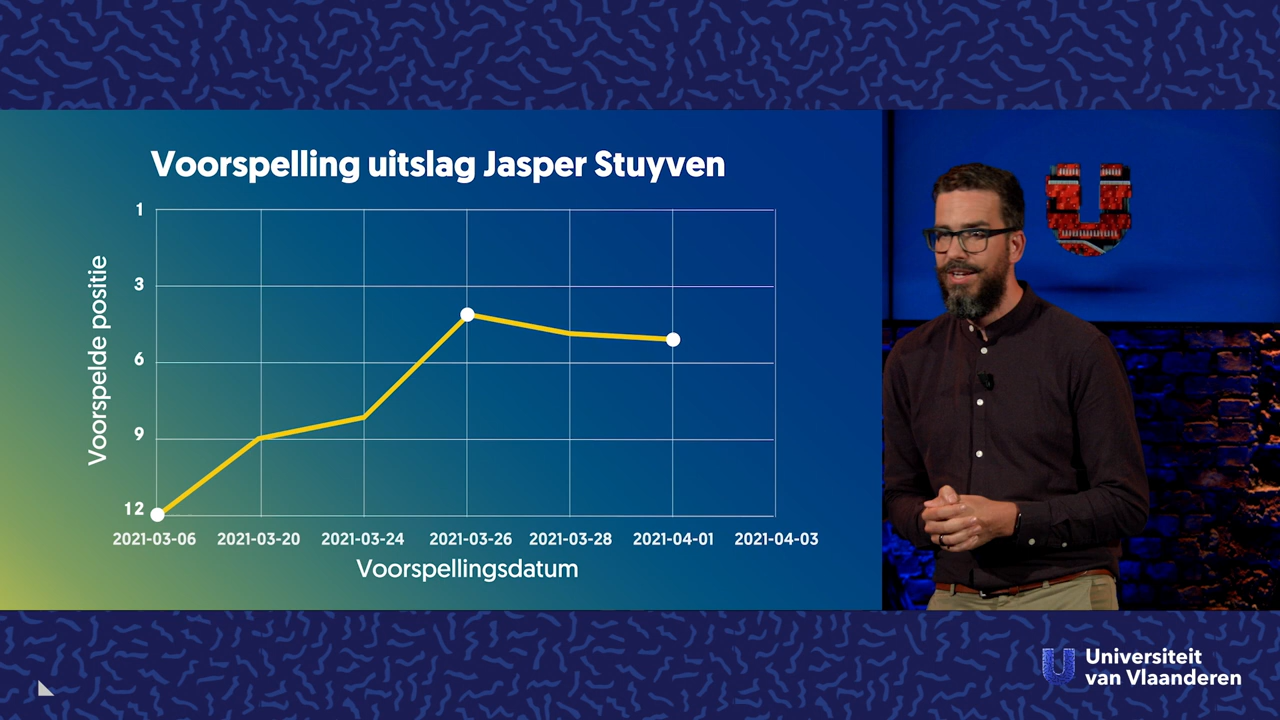 Voorspelling uitslag Jasper Stuyven
Voorspelde positie
1
3
6
9
12
2021-03-06 2021-03-20 2021-03-24 2021-03-26 2021-03-28 2021-04-01 2021-04-03
Voorspellingsdatum
U
Universiteit
van Vlaanderen